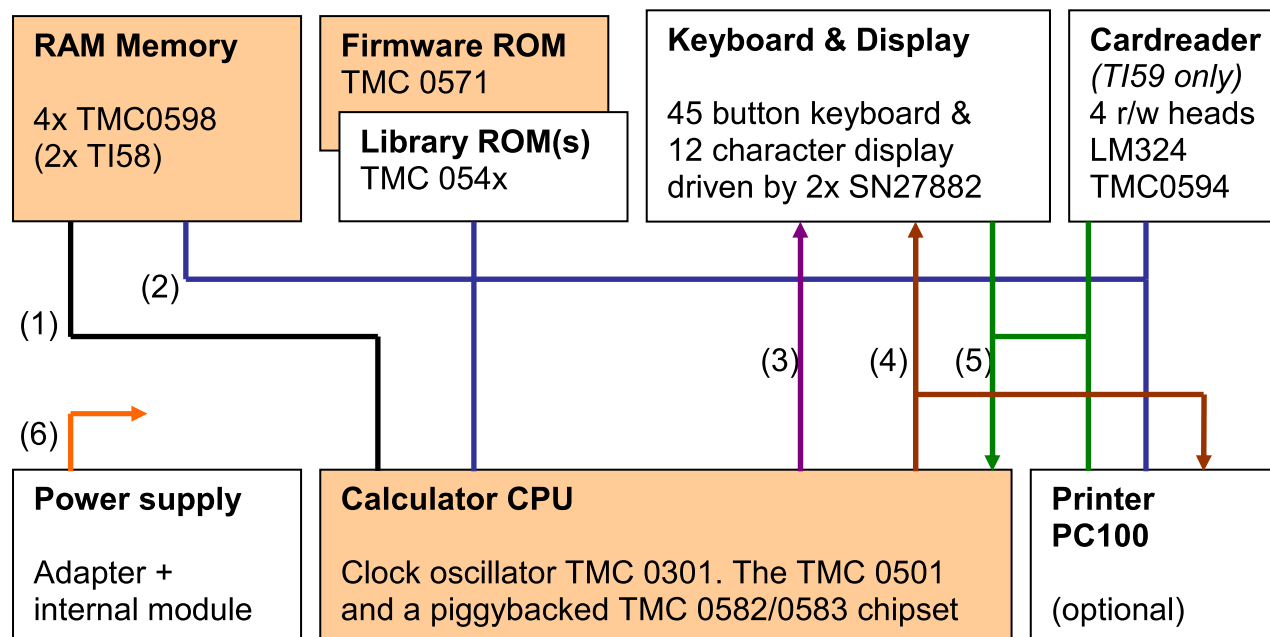 RAM Memory
4x TMC0598
(2x TI58)
Firmware ROM
TMC 0571
Library ROM(s)
TMC 054x
Keyboard & Display
45 button keyboard &
12 character display
driven by 2x SN27882
Cardreader
(TI59 only)
4 r/w heads
LM324
TMC0594
(2)
(1)
(3)
(4)
(5)
(6)
Power supply
Adapter +
internal module
Calculator CPU
Clock oscillator TMC 0301. The TMC 0501
and a piggybacked TMC 0582/0583 chipset
Printer
PC100
(optional)